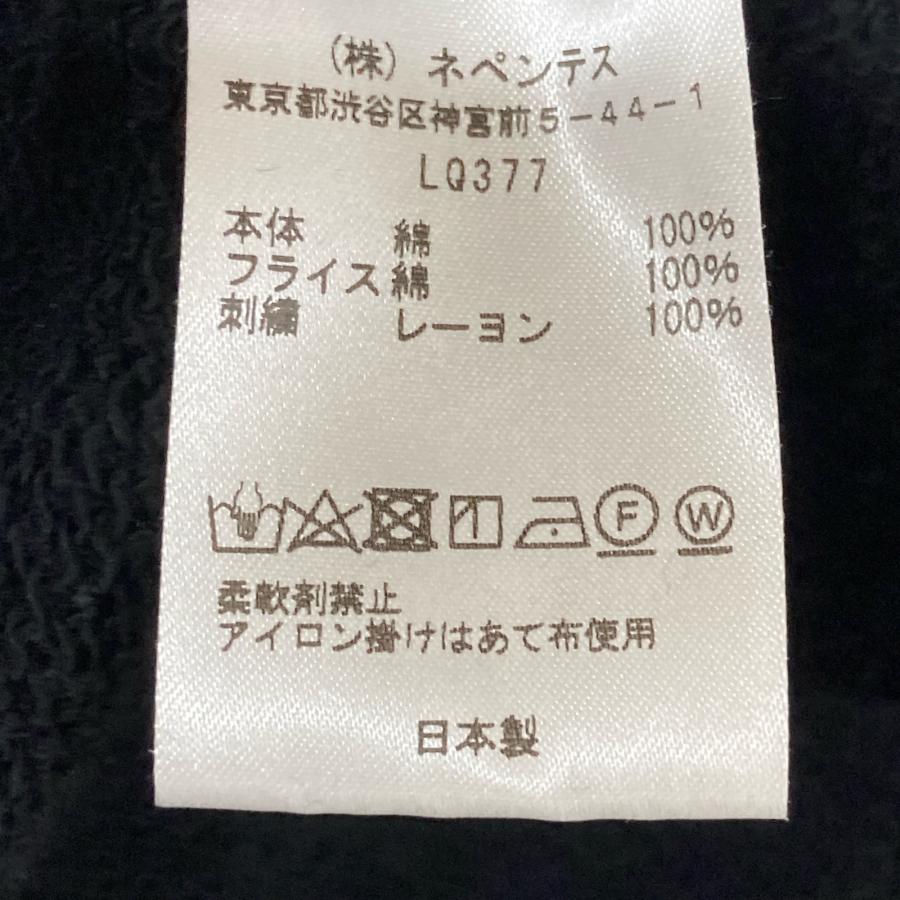 （株）ネペンテス
東京都渋谷区神宮前5-44-1
LQ377
本体 綿 100%
フライス 綿 100%
刺繍 レーヨン 100%
F W
柔軟剤禁止
アイロン掛けはあて布使用
日本製